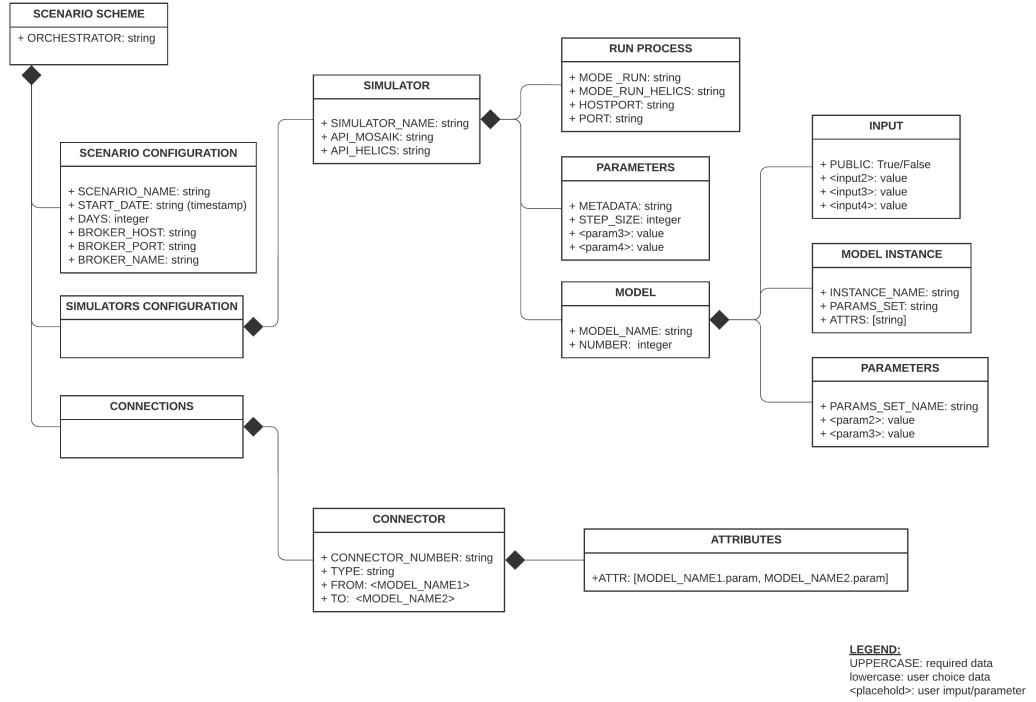 SCENARIO SCHEME
+ ORCHESTRATOR: string
SCENARIO CONFIGURATION
+ SCENARIO_NAME: string
+ START_DATE: string (timestamp)
+ DAYS: integer
+ BROKER_HOST: string
+ BROKER_PORT: string
+ BROKER_NAME: string
SIMULATORS CONFIGURATION
CONNECTIONS
SIMULATOR
+ SIMULATOR_NAME: string
+ API_MOSAIK: string
+ API_HELICS: string
RUN PROCESS
+ MODE _RUN: string
+ MODE_RUN_HELICS: string
+ HOSTPORT: string
+ PORT: string
PARAMETERS
+ METADATA: string
+ STEP_SIZE: integer
+ <param3>: value
+ <param4>: value
MODEL
+ MODEL_NAME: string
+ NUMBER:  integer
INPUT
+ PUBLIC: True/False
+ <input2>: value
+ <input3>: value
+ <input4>: value
MODEL INSTANCE
+ INSTANCE_NAME: string
+ PARAMS_SET: string
+ ATTRS: [string]
PARAMETERS
+ PARAMS_SET_NAME: string
+ <param2>: value
+ <param3>: value
CONNECTOR
+ CONNECTOR_NUMBER: string
+ TYPE: string
+ FROM: <MODEL_NAME1>
+ TO:  <MODEL_NAME2>
ATTRIBUTES
+ATTR: [MODEL_NAME1.param, MODEL_NAME2.param]
LEGEND:
UPPERCASE: required data
lowercase: user choice data
<placehold>: user imput/parameter